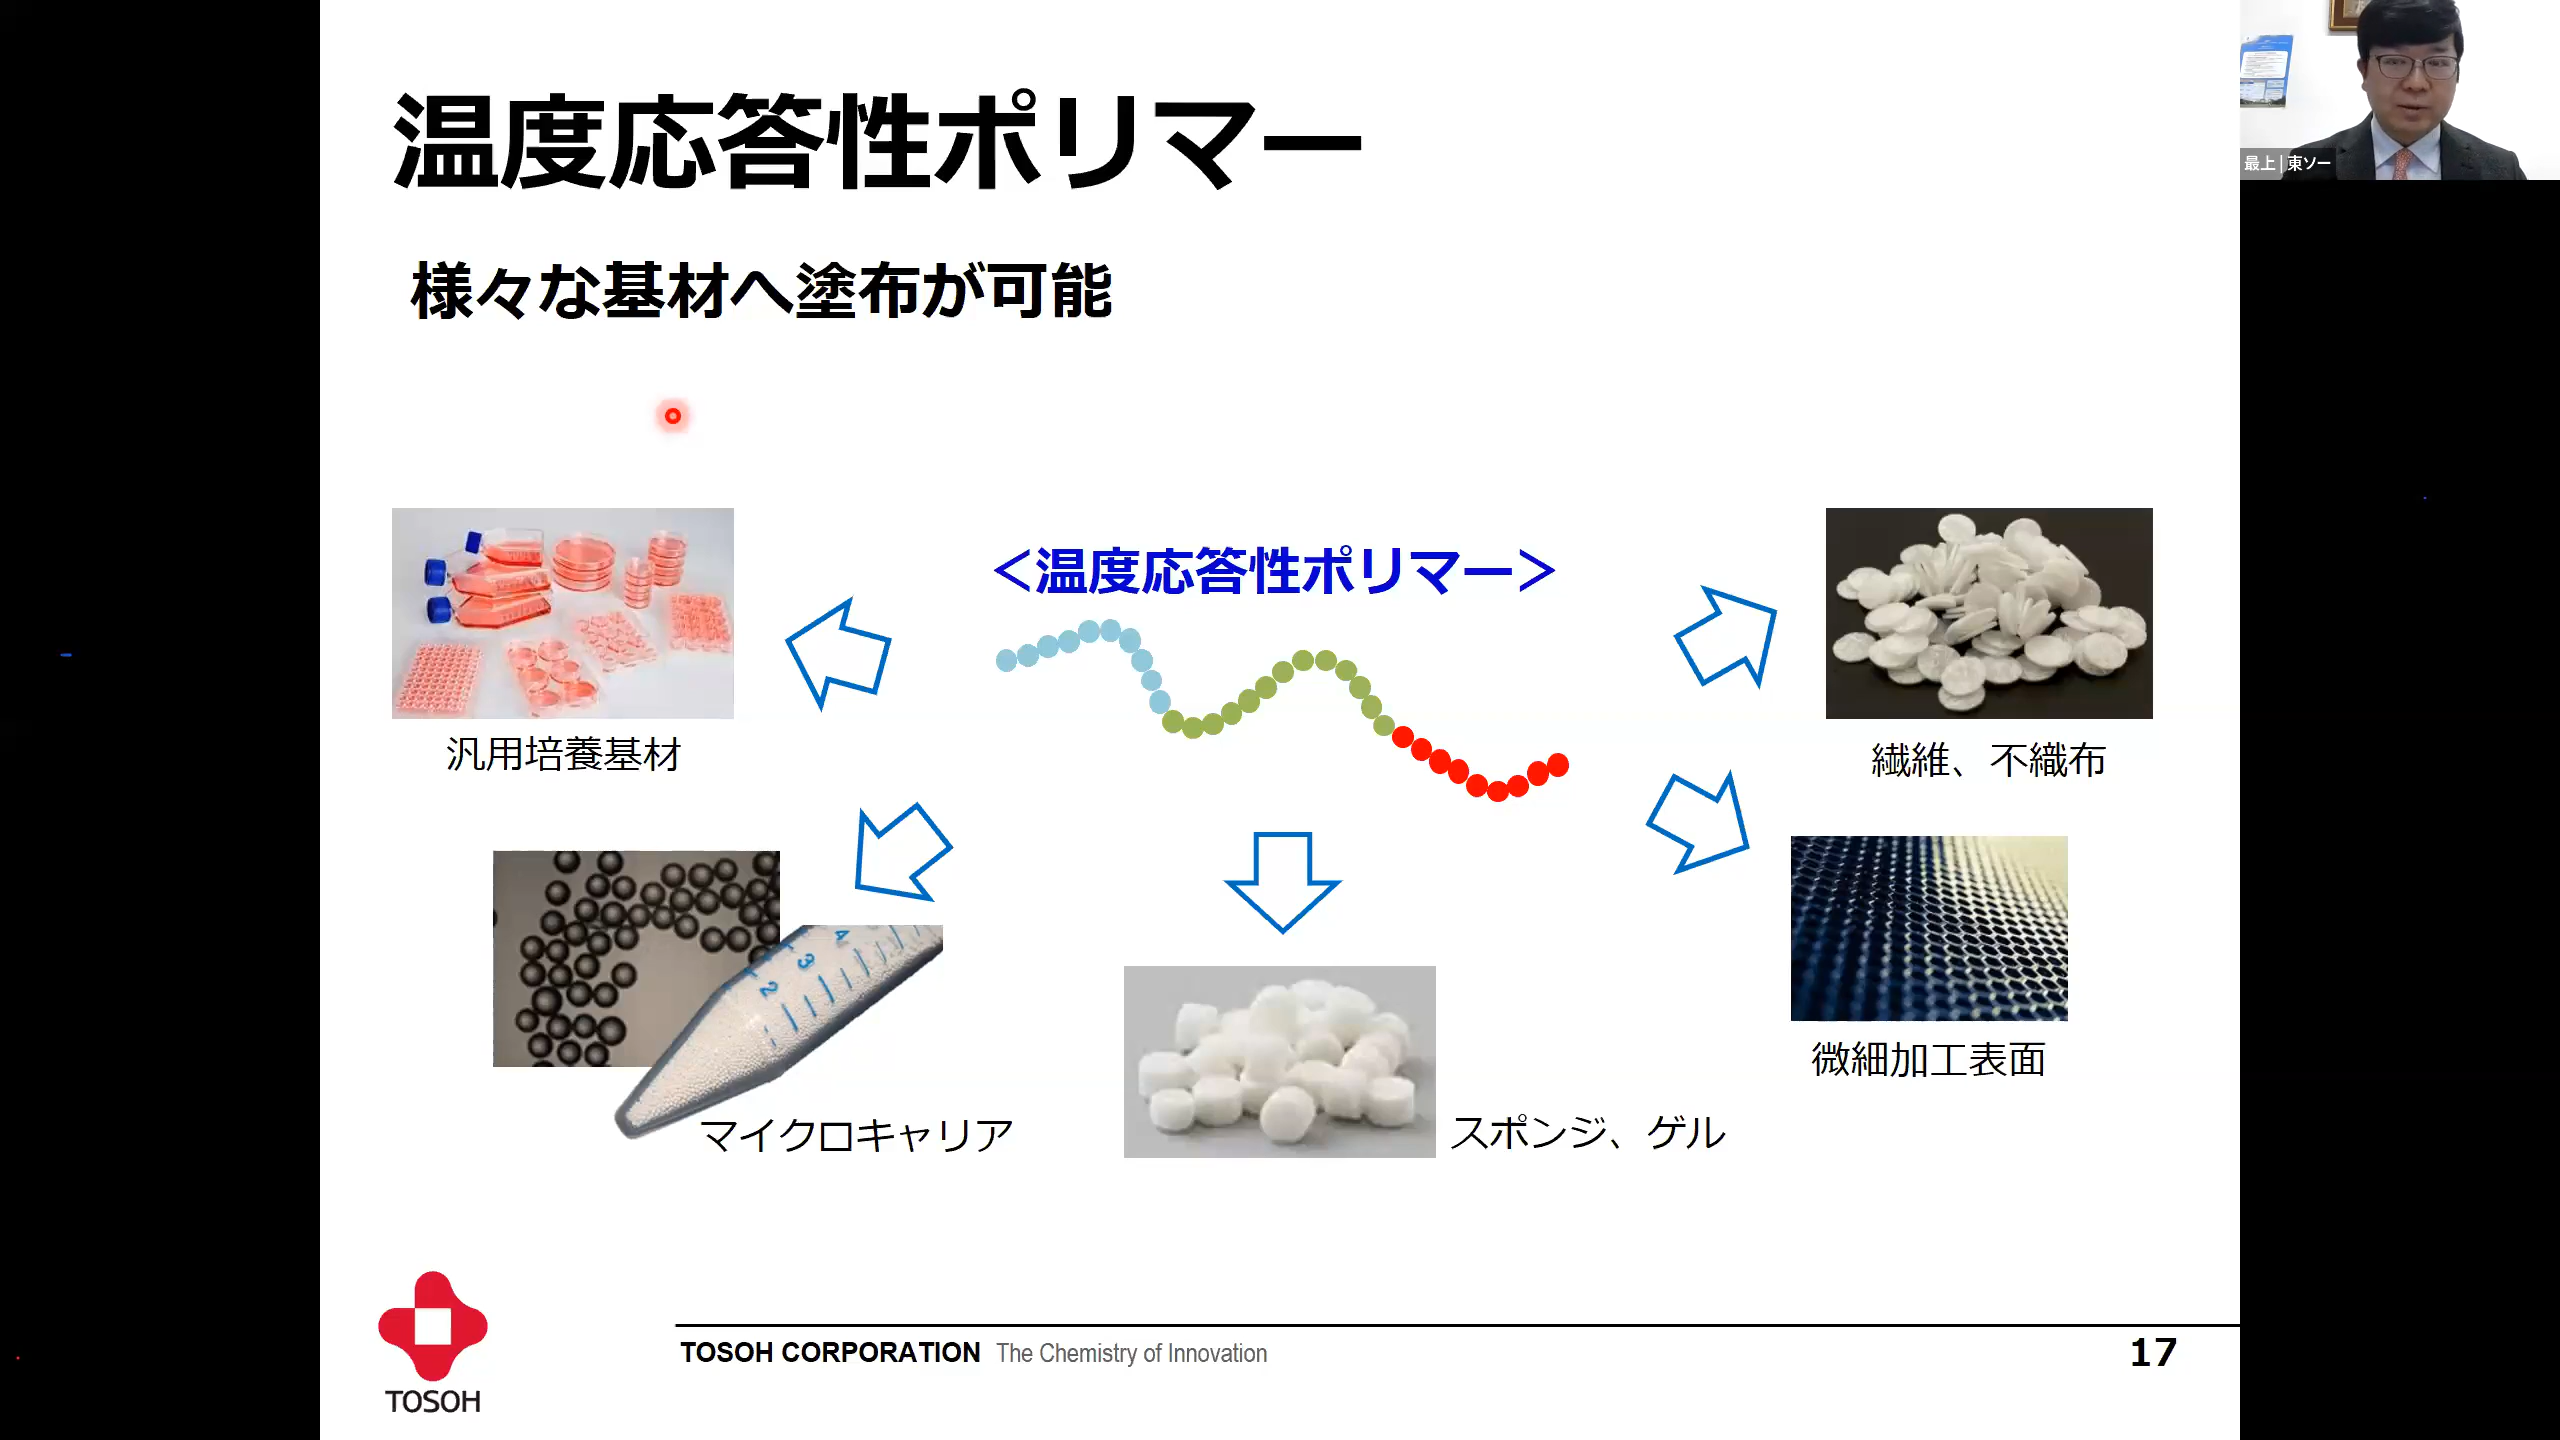 温度応答性ポリマー
様々な基材へ塗布が可能
最上 | 東ソー
＜温度応答性ポリマー＞
汎用培養基材
繊維、不織布
4
3
2
マイクロキャリア
スポンジ、ゲル
微細加工表面
TOSOH
TOSOH CORPORATION The Chemistry of Innovation
17